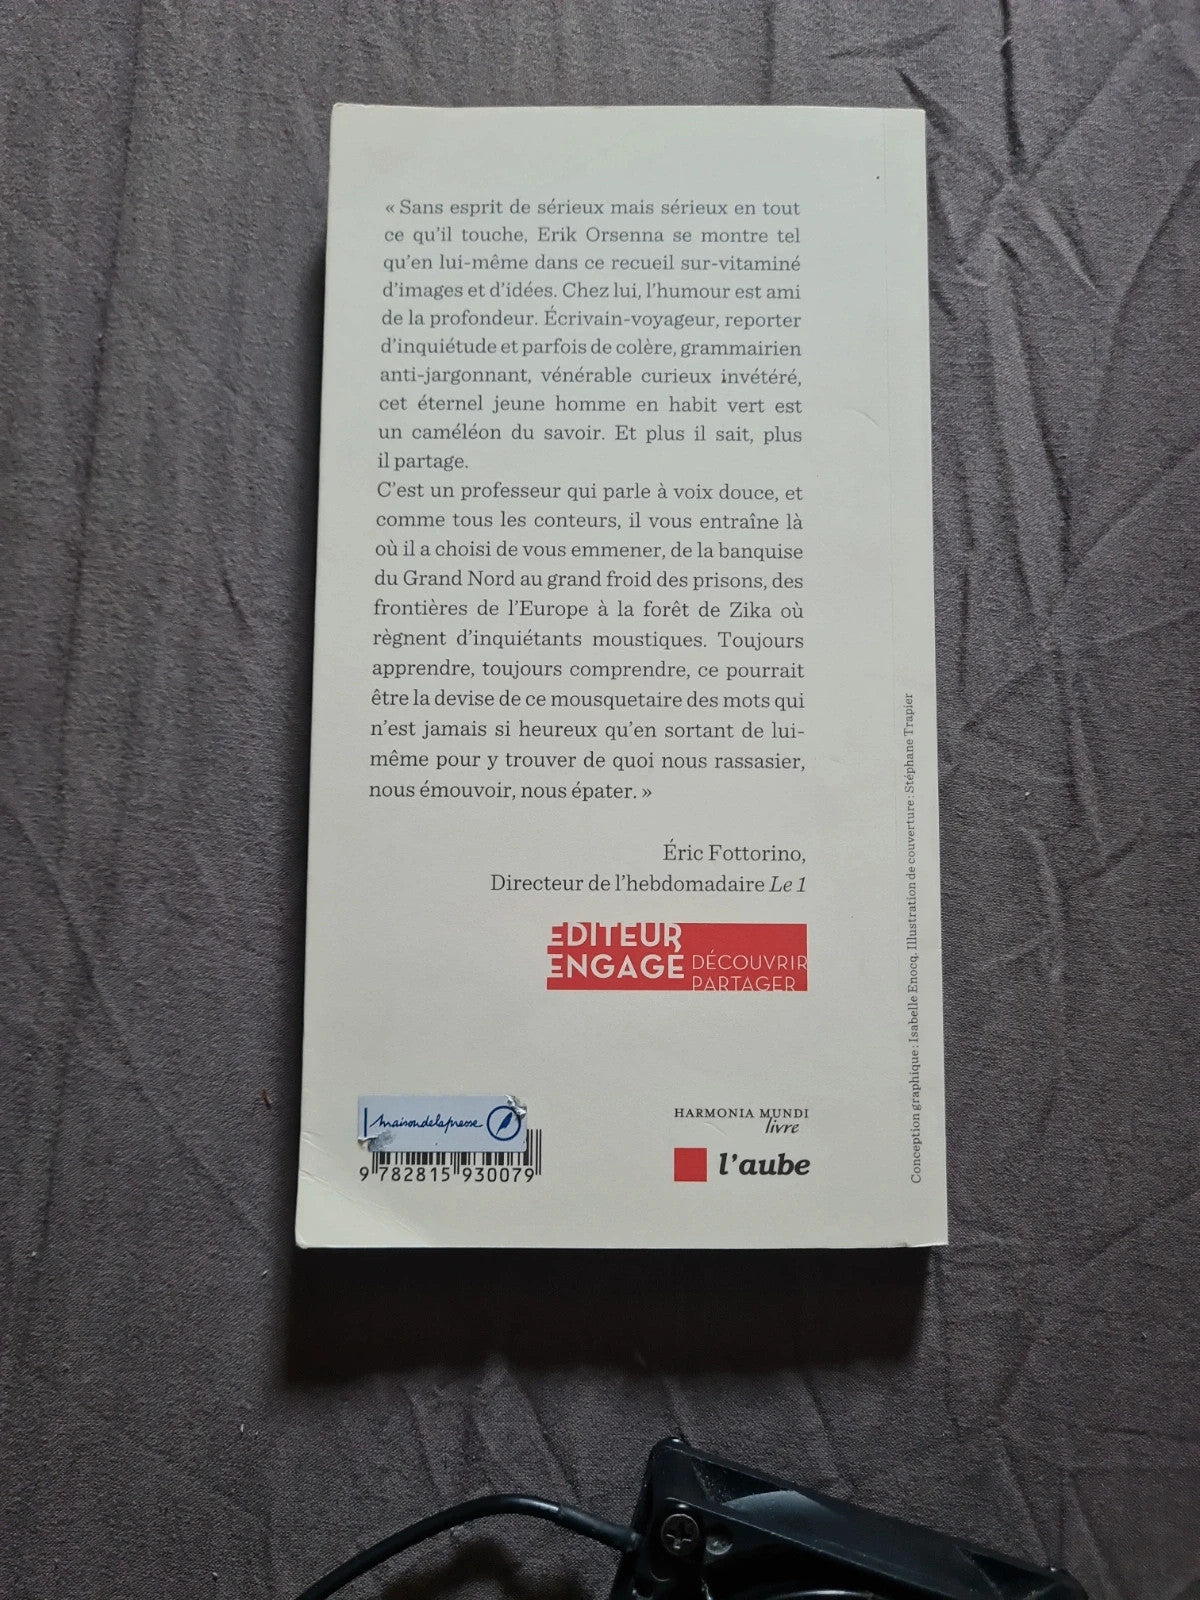 « Sans esprit de sérieux mais sérieux en tout
ce qu'il touche, Erik Orsenna se montre tel
qu'en lui-même dans ce recueil sur-vitaminé
d'images et d'idées. Chez lui, l'humour est ami
de la profondeur. Écrivain-voyageur, reporter
d'inquiétude et parfois de colère, grammairien
anti-jargonnant, vénérable curieux invétéré,
cet éternel jeune homme en habit vert est
un caméléon du savoir. Et plus il sait, plus
il partage.
C'est un professeur qui parle à voix douce, et
comme tous les conteurs, il vous entraîne là
où il a choisi de vous emmener, de la banquise
du Grand Nord au grand froid des prisons, des
frontières de l'Europe à la forêt de Zika où
règnent d'inquiétants moustiques. Toujours
apprendre, toujours comprendre, ce pourrait
être la devise de ce mousquetaire des mots qui
n'est jamais si heureux qu'en sortant de lui-
même pour y trouver de quoi nous rassasier,
nous émouvoir, nous épater. »
Éric Fottorino,
Directeur de l'hebdomadaire Le 1
EDITEUR
ENGAGÉ DÉCOUVRIR
PARTAGER
maisondelapresse
9 782815 930079
HARMONIA MUNDI
livre
l'aube
Conception graphique : Isabelle Enocq. Illustration de couverture : Stéphane Trapier